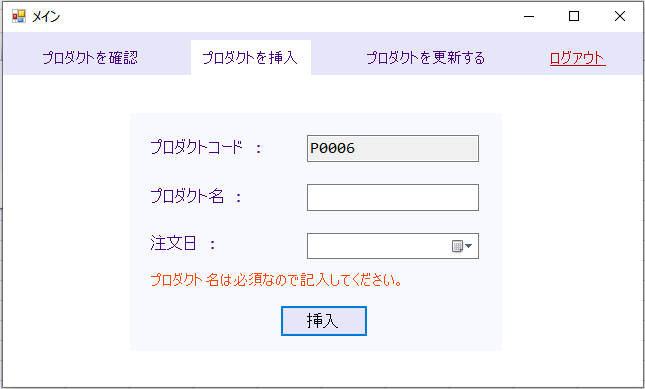 メイン
プロダクトを確認 プロダクトを挿入 プロダクトを更新する ログアウト
プロダクトコード : P0006
プロダクト名 :
注文日 :
プロダクト名は必須なので記入してください。
挿入